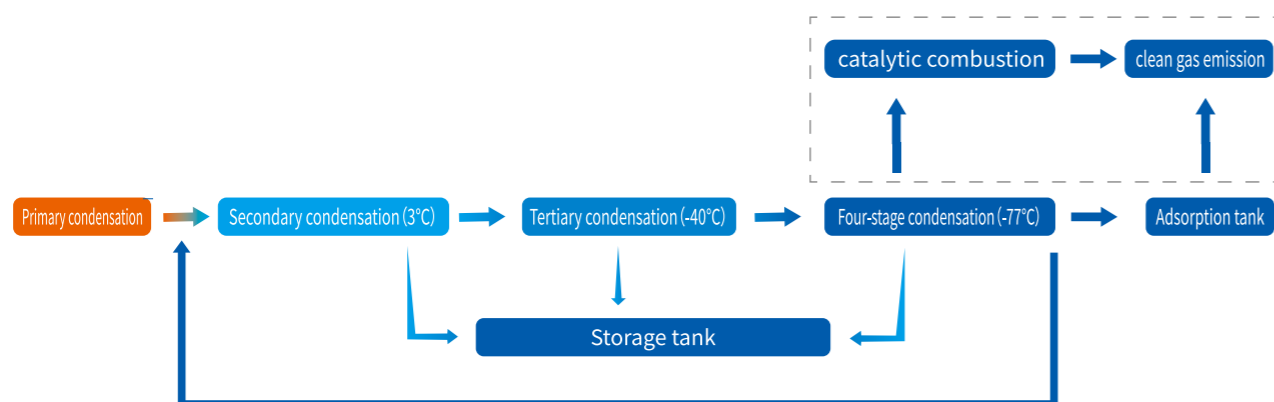 catalytic combustion
clean gas emission
Primary condensation
Secondary condensation (3°C)
Tertiary condensation (-40°C)
Four-stage condensation (-77°C)
Adsorption tank
Storage tank